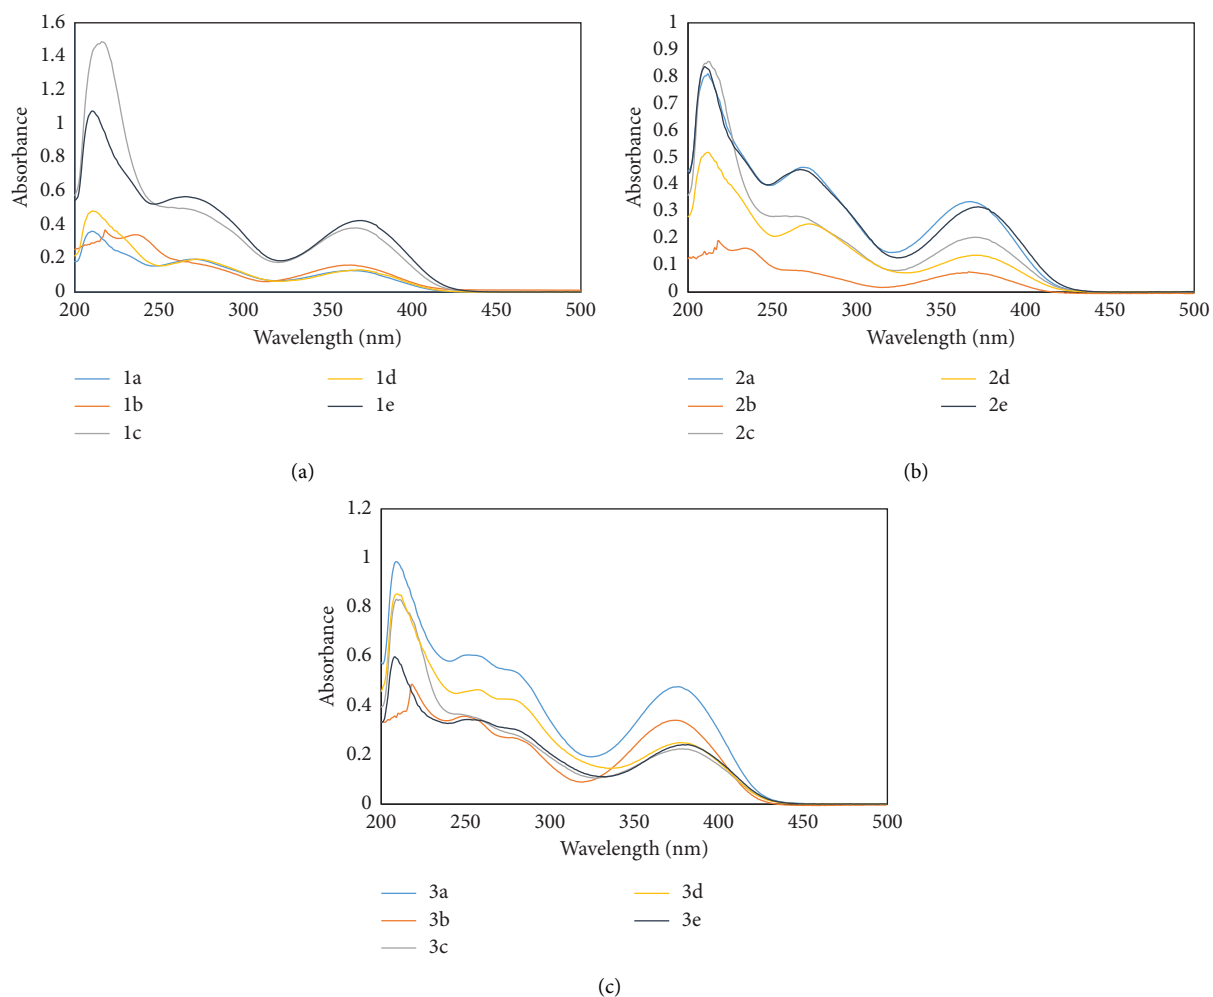 1.6
1.4
1.2
1
0.8
0.6
0.4
0.2
0
Absorbance
200 250 300 350 400 450 500
Wavelength (nm)
1a 1d
1b 1e
1c
(a)
1
0.9
0.8
0.7
0.6
0.5
0.4
0.3
0.2
0.1
0
Absorbance
200 250 300 350 400 450 500
Wavelength (nm)
2a 2d
2b 2e
2c
(b)
1.2
1
0.8
0.6
0.4
0.2
0
Absorbance
200 250 300 350 400 450 500
Wavelength (nm)
3a 3d
3b 3e
3c
(c)